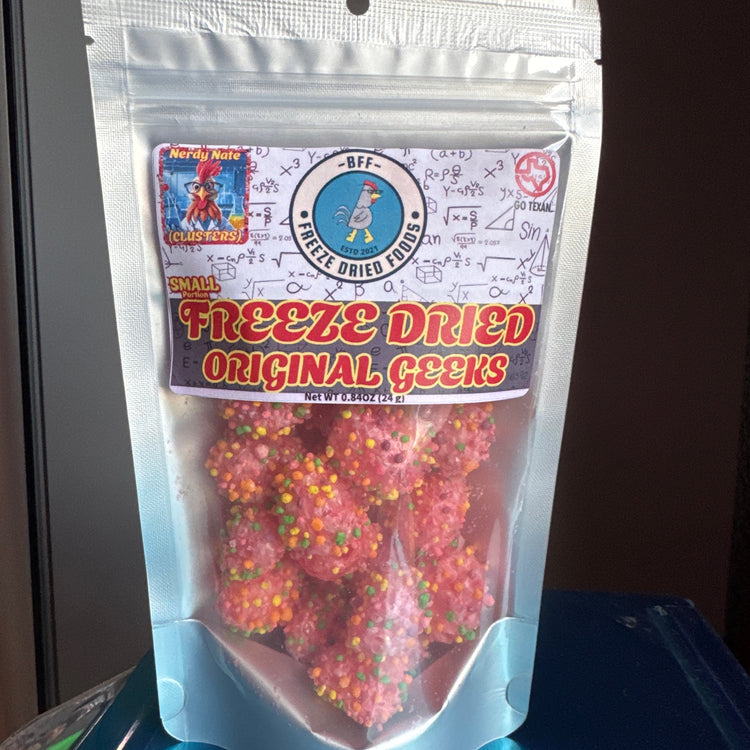 Nerdy Nate
(CLUSTERS)
-BFF-
FREEZE DRIED FOODS
ESTD 2021
GO TEXAN
SMALL
Portion
FREEZE DRIED
ORIGINAL GEEKS
Net WT 0.84OZ (24 g)